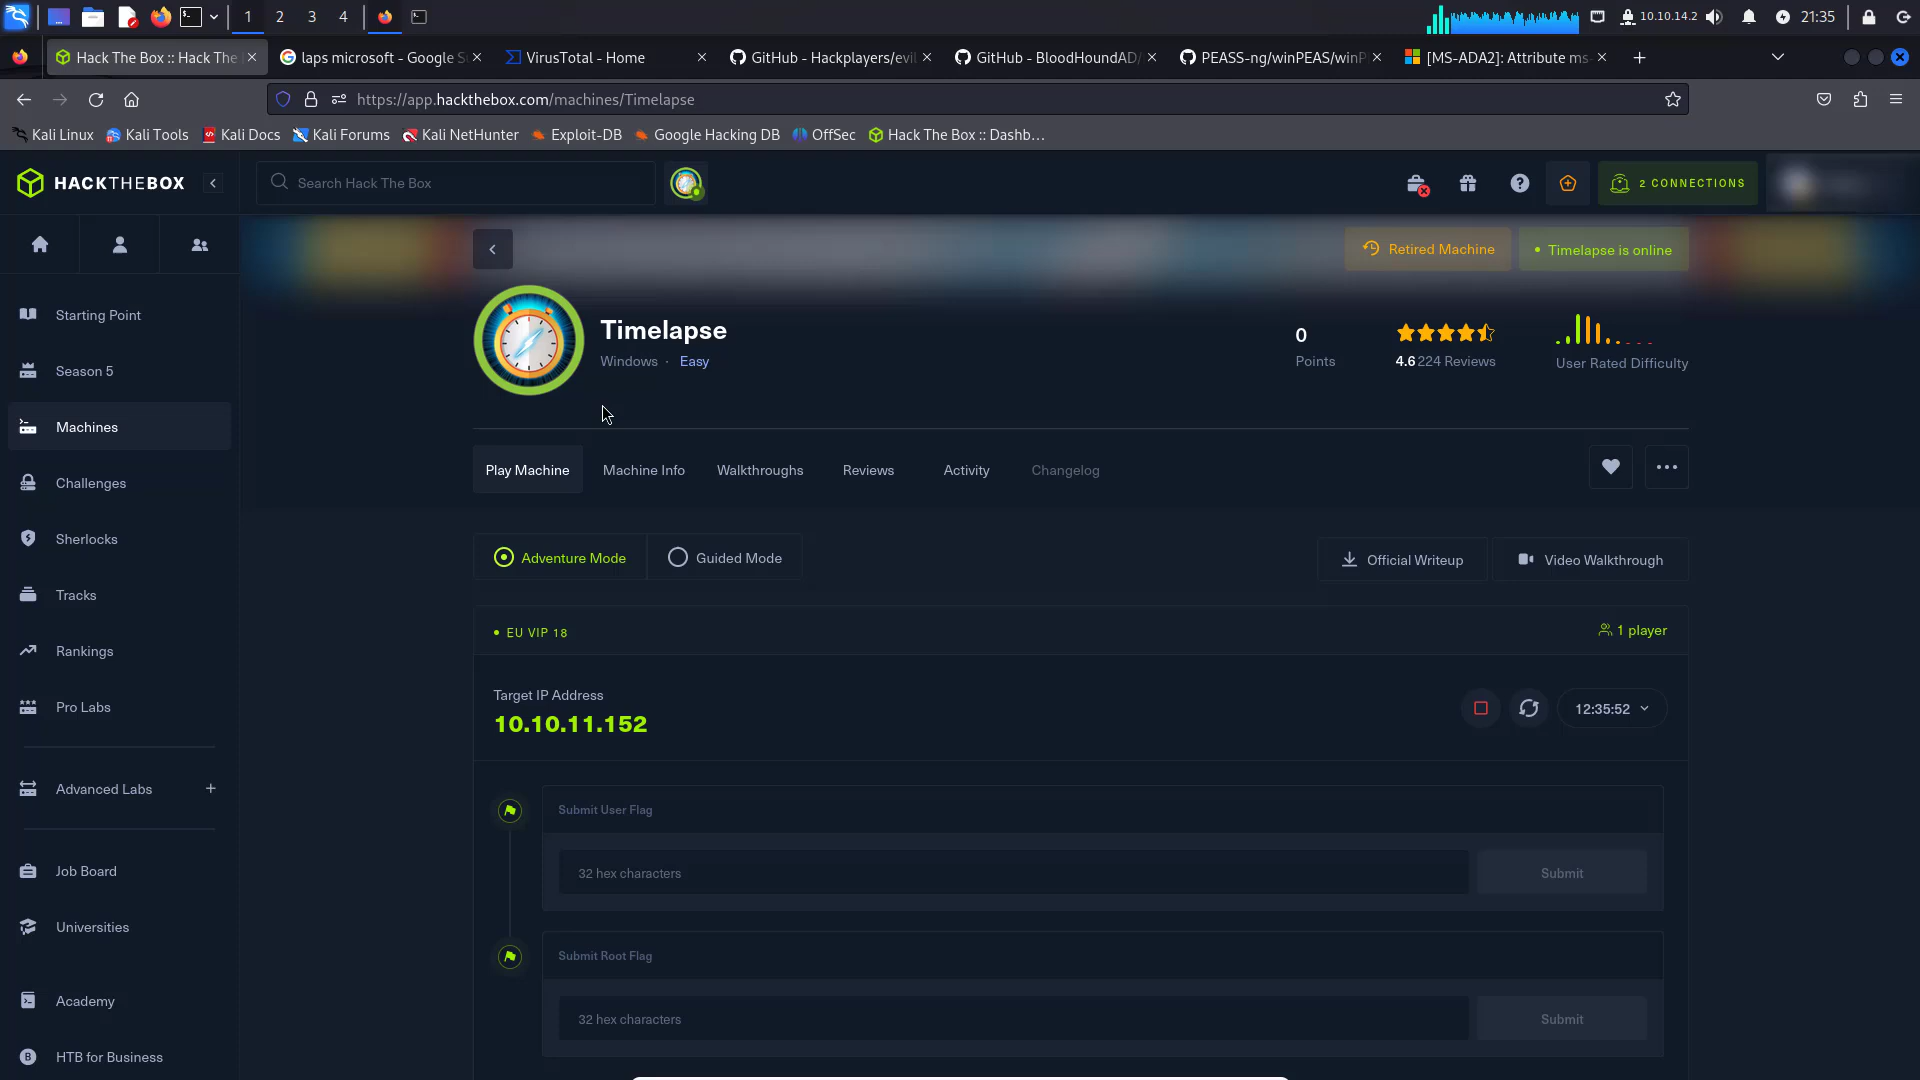 1 2 3 4 10.10.14.2 21:35
Hack The Box :: Hack The laps microsoft - Google S VirusTotal - Home GitHub - Hackplayers/evil GitHub - BloodHoundAD/ PEASS-ng/winPEAS/winP [MS-ADA2]: Attribute ms-
https://app.hackthebox.com/machines/Timelapse
Kali Linux Kali Tools Kali Docs Kali Forums Kali NetHunter Exploit-DB Google Hacking DB OffSec Hack The Box :: Dashb…
HACKTHEBOX
Search Hack The Box
2 CONNECTIONS
Retired Machine
Timelapse is online
Timelapse
Windows · Easy
0
Points
4.6 224 Reviews
User Rated Difficulty
Starting Point
Season 5
Machines
Challenges
Sherlocks
Tracks
Rankings
Pro Labs
Advanced Labs +
Job Board
Universities
Academy
HTB for Business
Play Machine Machine Info Walkthroughs Reviews Activity Changelog
Adventure Mode Guided Mode
Official Writeup Video Walkthrough
EU VIP 18
1 player
Target IP Address
10.10.11.152
12:35:52
Submit User Flag
32 hex characters Submit
Submit Root Flag
32 hex characters Submit